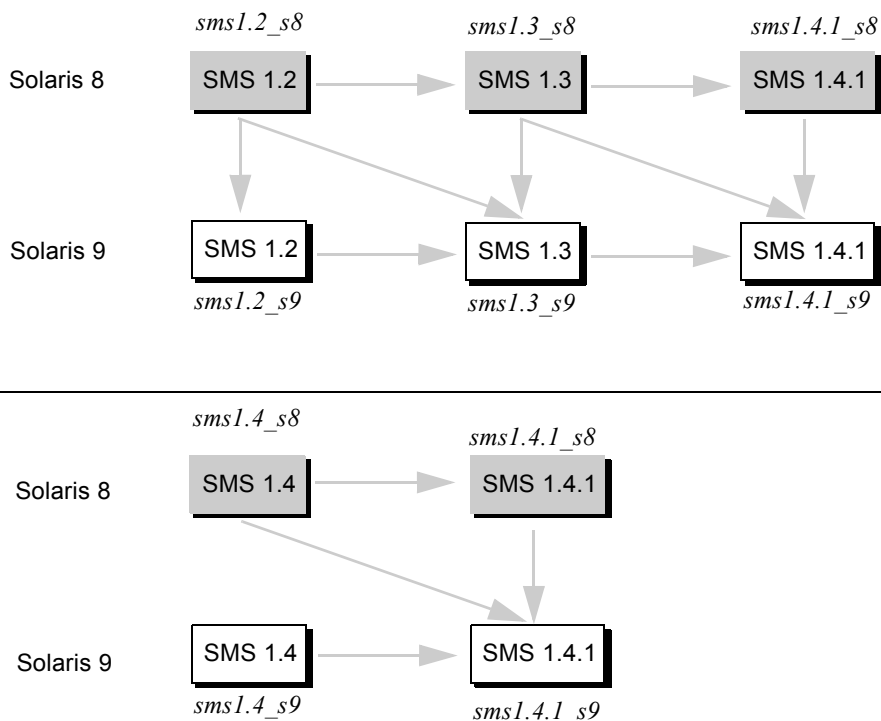 sms1.2_s8
sms1.3_s8
sms1.4.1_s8
Solaris 8
SMS 1.2
SMS 1.3
SMS 1.4.1
Solaris 9
SMS 1.2
SMS 1.3
SMS 1.4.1
sms1.2_s9
sms1.3_s9
sms1.4.1_s9
sms1.4_s8
sms1.4.1_s8
Solaris 8
SMS 1.4
SMS 1.4.1
Solaris 9
SMS 1.4
SMS 1.4.1
sms1.4_s9
sms1.4.1_s9